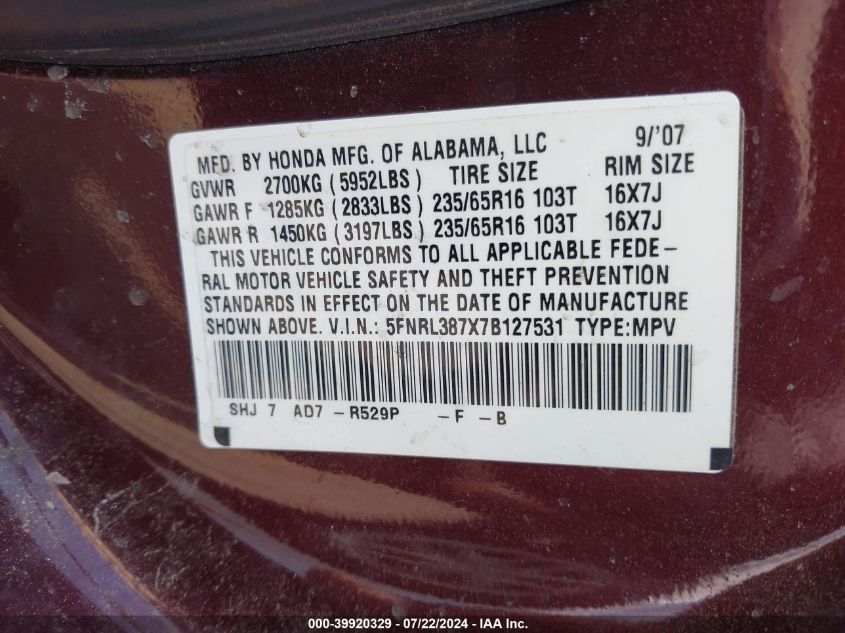 MFD. BY HONDA MFG. OF ALABAMA, LLC 9/'07
GVWR 2700KG (5952LBS) TIRE SIZE RIM SIZE
GAWR F 1285KG (2833LBS) 235/65R16 103T 16X7J
GAWR R 1450KG (3197LBS) 235/65R16 103T 16X7J
THIS VEHICLE CONFORMS TO ALL APPLICABLE FEDE-
RAL MOTOR VEHICLE SAFETY AND THEFT PREVENTION
STANDARDS IN EFFECT ON THE DATE OF MANUFACTURE
SHOWN ABOVE. V.I.N.: 5FNRL387X7B127531 TYPE:MPV
SHJ 7 AD7 -R529P -F -B
000-39920329 - 07/22/2024 - IAAI.COM